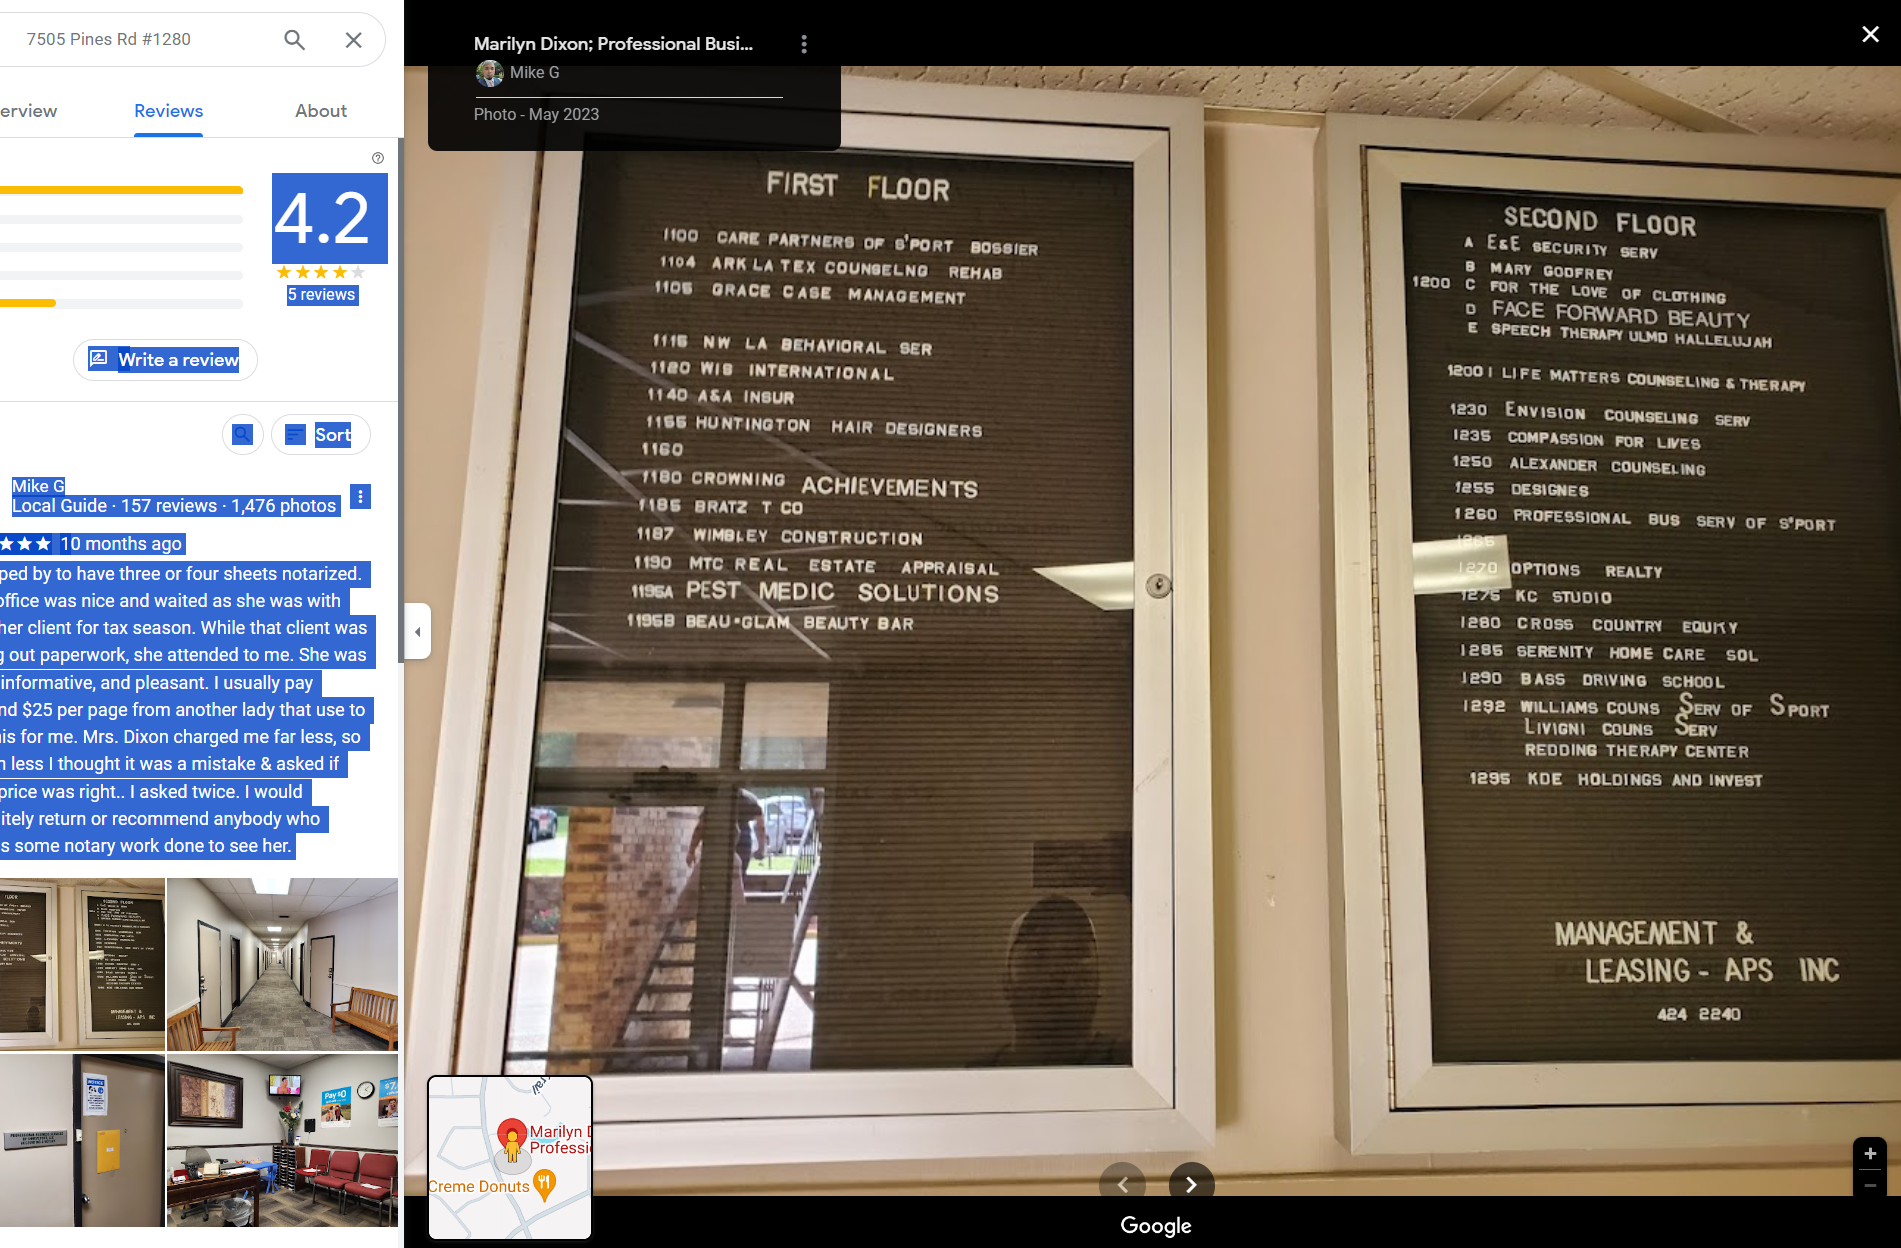 7505 Pines Rd #1280
erview Reviews About
4.2
5 reviews
Write a review
Sort
Mike G
Local Guide · 157 reviews · 1,476 photos
10 months ago
ped by to have three or four sheets notarized.
office was nice and waited as she was with
her client for tax season. While that client was
g out paperwork, she attended to me. She was
informative, and pleasant. I usually pay
nd $25 per page from another lady that use to
is for me. Mrs. Dixon charged me far less, so
n less I thought it was a mistake & asked if
price was right.. I asked twice. I would
itely return or recommend anybody who
s some notary work done to see her.
Marilyn Dixon; Professional Busi...
Mike G
Photo - May 2023
FIRST FLOOR
1100 CARE PARTNERS OF S'PORT BOSSIER
1104 ARK LA TEX COUNSELNG REHAB
1105 GRACE CASE MANAGEMENT
1115 NW LA BEHAVIORAL SER
1120 WIS INTERNATIONAL
1140 A&A INSUR
1155 HUNTINGTON HAIR DESIGNERS
1160
1180 CROWNING ACHIEVEMENTS
1185 BRATZ T CO
1187 WIMBLEY CONSTRUCTION
1190 MTC REAL ESTATE APPRAISAL
1195A PEST MEDIC SOLUTIONS
1195B BEAU-GLAM BEAUTY BAR
SECOND FLOOR
A E&E SECURITY SERV
B MARY GODFREY
1200 C FOR THE LOVE OF CLOTHING
D FACE FORWARD BEAUTY
E SPEECH THERAPY ULMD HALLELUJAH
1200 I LIFE MATTERS COUNSELING & THERAPY
1230 ENVISION COUNSELING SERV
1235 COMPASSION FOR LIVES
1250 ALEXANDER COUNSELING
1255 DESIGNES
1260 PROFESSIONAL BUS SERV OF S'PORT
1265
1270 OPTIONS REALTY
1275 KC STUDIO
1280 CROSS COUNTRY EQUITY
1285 SERENITY HOME CARE SOL
1290 BASS DRIVING SCHOOL
1292 WILLIAMS COUNS SERV OF SPORT
LIVIGNI COUNS SERV
REDDING THERAPY CENTER
1295 KDE HOLDINGS AND INVEST
MANAGEMENT &
LEASING - APS INC
424 2240
Marilyn D
Professi
Creme Donuts
Google
Pay $0